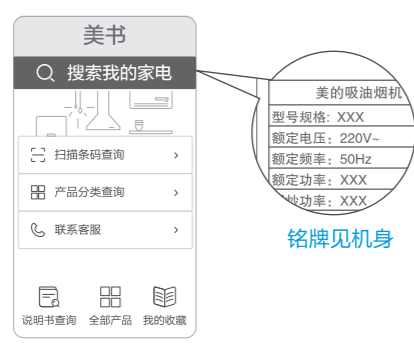 美书
搜索我的家电
扫描条码查询
产品分类查询
联系客服
说明书查询 全部产品 我的收藏
美的吸油烟机
型号规格: XXX
额定电压: 220V~
额定频率: 50Hz
额定功率: XXX
功率: XXX
铭牌见机身